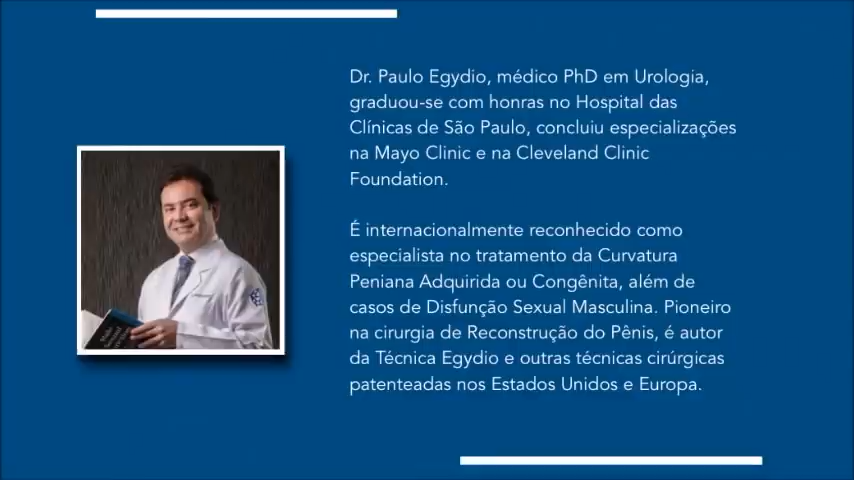 Dr. Paulo Egydio, médico PhD em Urologia,
graduou-se com honras no Hospital das
Clínicas de São Paulo, concluiu especializações
na Mayo Clinic e na Cleveland Clinic
Foundation.
É internacionalmente reconhecido como
especialista no tratamento da Curvatura
Peniana Adquirida ou Congênita, além de
casos de Disfunção Sexual Masculina. Pioneiro
na cirurgia de Reconstrução do Pênis, é autor
da Técnica Egydio e outras técnicas cirúrgicas
patenteadas nos Estados Unidos e Europa.